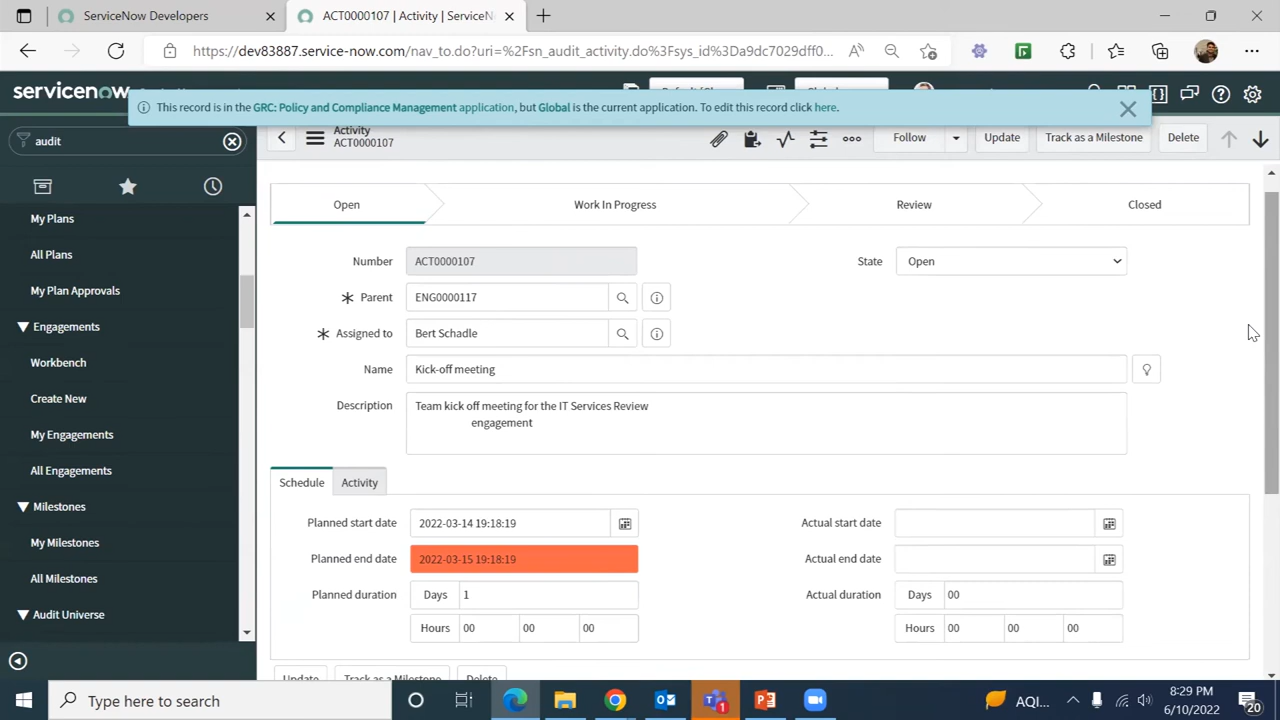 ServiceNow Developers
ACT0000107 | Activity | ServiceN
https://dev83887.service-now.com/nav_to.do?uri=%2Fsn_audit_activity.do%3Fsys_id%3Da9dc7029dff0...
servicenow
This record is in the GRC: Policy and Compliance Management application, but Global is the current application. To edit this record click here.
audit
Activity
ACT0000107
Follow
Update
Track as a Milestone
Delete
My Plans
All Plans
My Plan Approvals
Engagements
Workbench
Create New
My Engagements
All Engagements
Milestones
My Milestones
All Milestones
Audit Universe
Open
Work In Progress
Review
Closed
Number ACT0000107
State Open
Parent ENG0000117
Assigned to Bert Schadle
Name Kick-off meeting
Description Team kick off meeting for the IT Services Review
engagement
Schedule Activity
Planned start date 2022-03-14 19:18:19
Actual start date
Planned end date 2022-03-15 19:18:19
Actual end date
Planned duration Days 1
Actual duration Days 00
Hours 00 00 00
Hours 00 00 00
Update Track as a Milestone Delete
Type here to search
1
AQI...
8:29 PM
6/10/2022
20